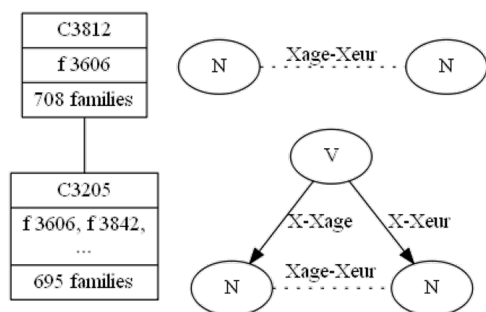 C3812
f 3606
708 families
N
Xage-Xeur
N
C3205
f 3606, f 3842,
...
695 families
V
X-Xage
X-Xeur
N
Xage-Xeur
N